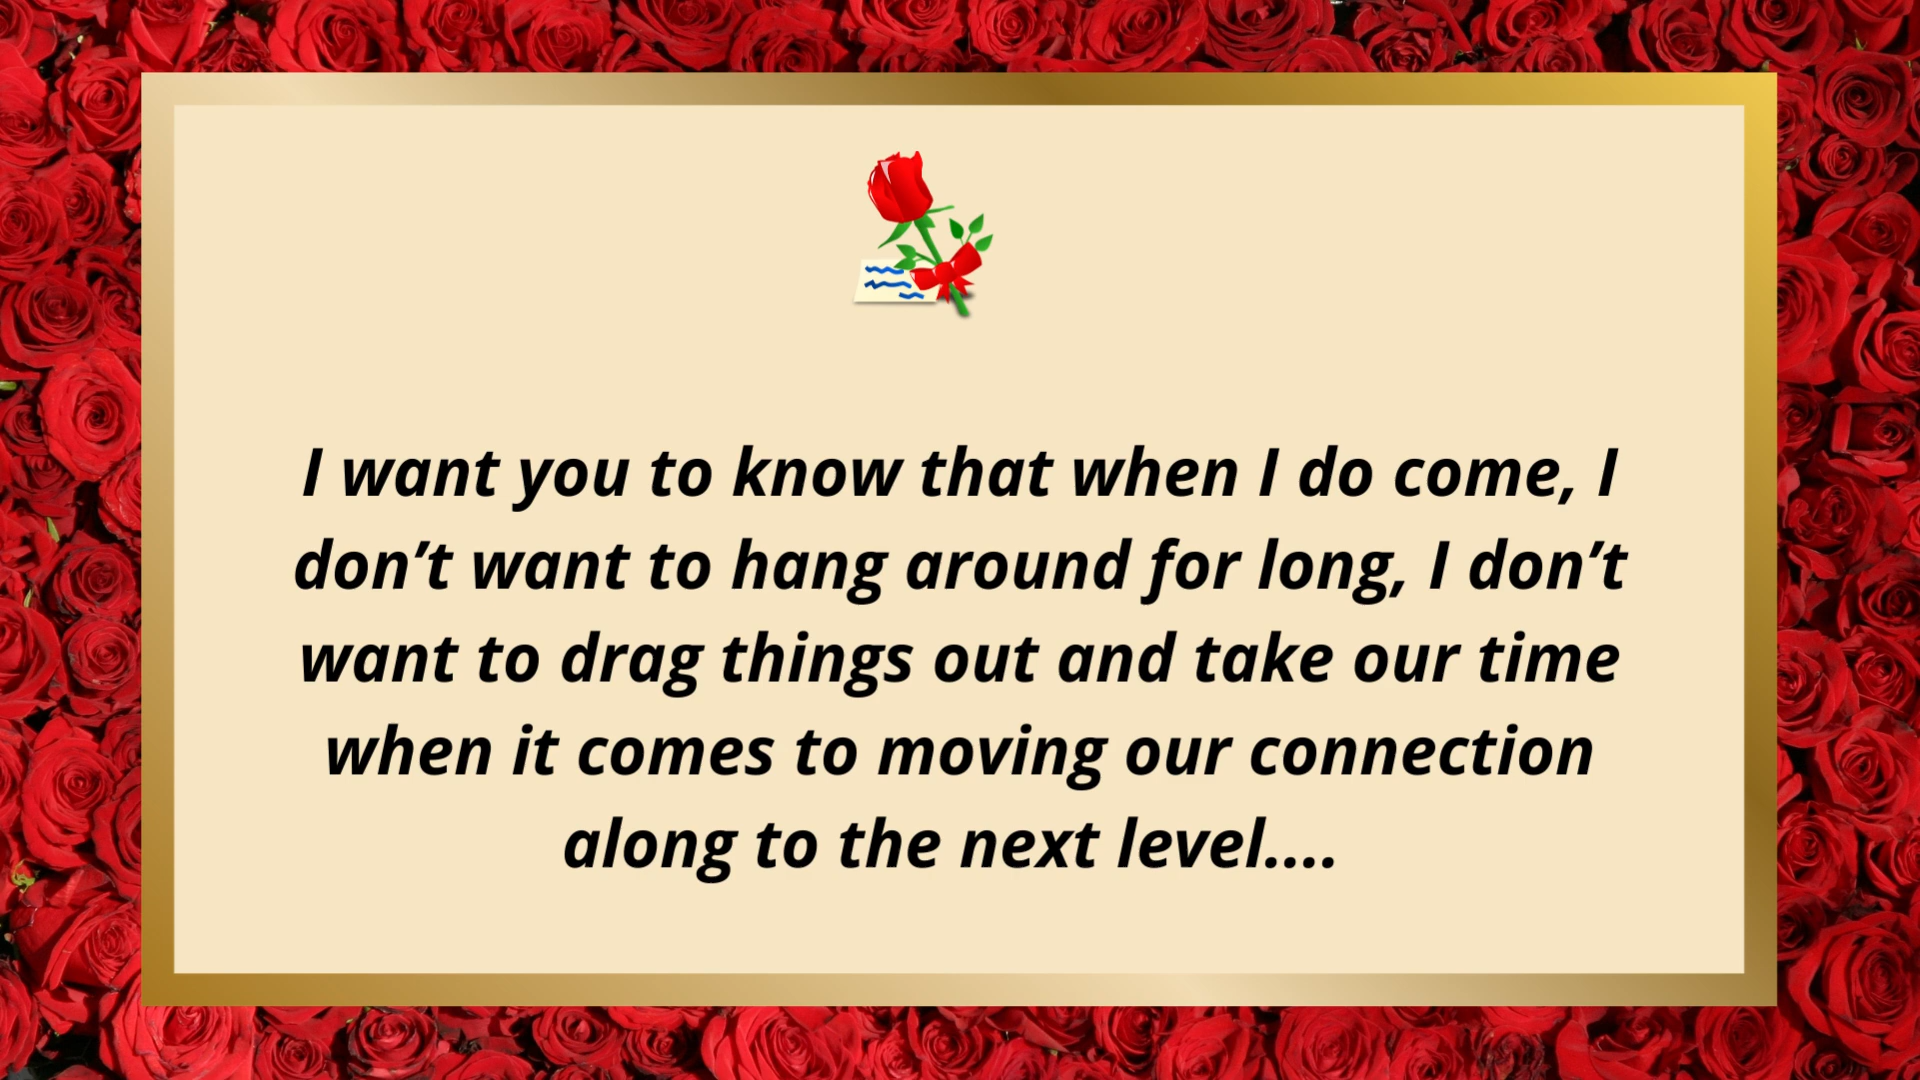 I want you to know that when I do come, I
don’t want to hang around for long, I don’t
want to drag things out and take our time
when it comes to moving our connection
along to the next level....